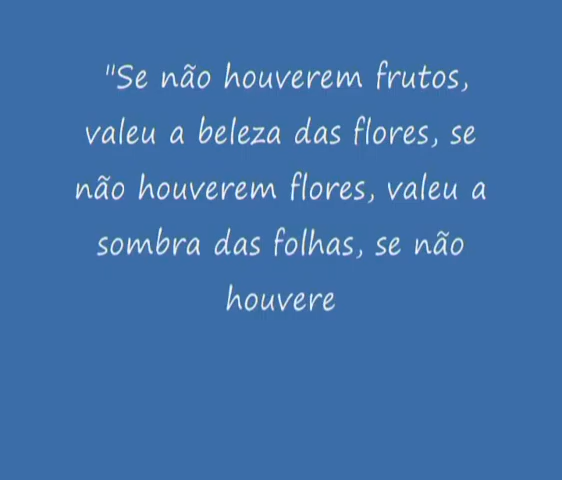 "Se não houverem frutos,
valeu a beleza das flores, se
não houverem flores, valeu a
sombra das folhas, se não
houvere